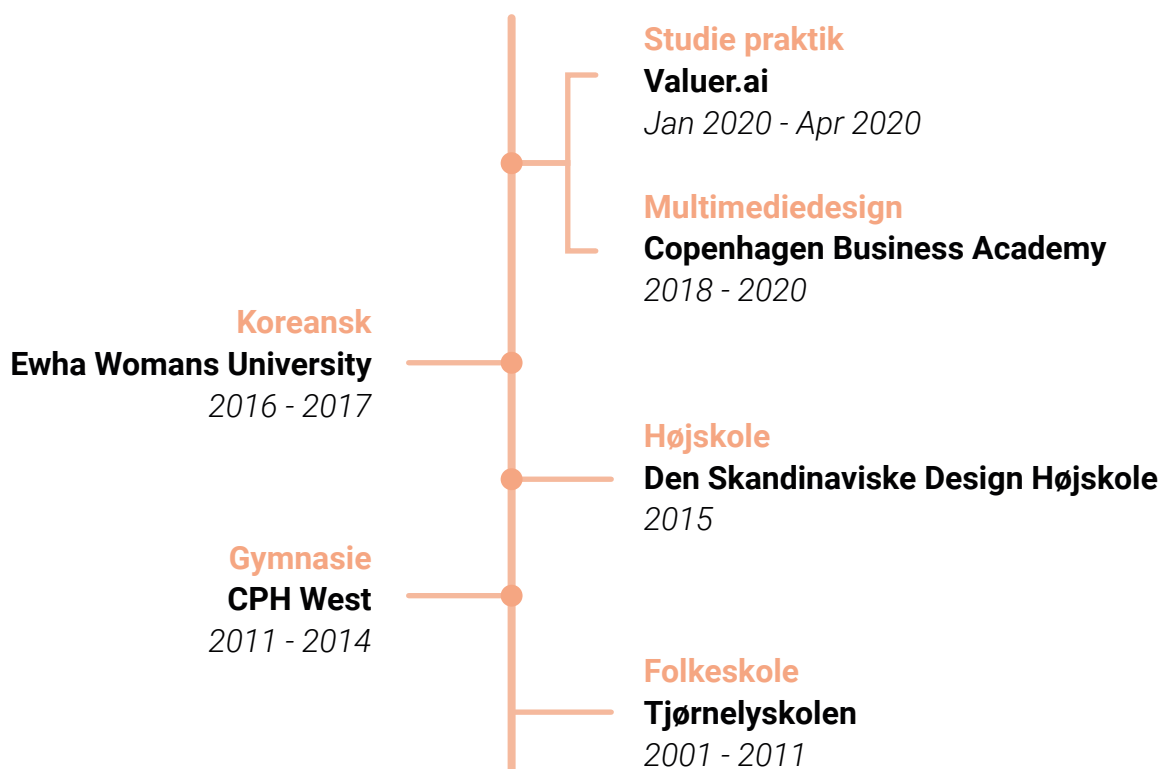 Studie praktik
Valuer.ai
Jan 2020 - Apr 2020
Multimediedesign
Copenhagen Business Academy
2018 - 2020
Koreansk
Ewha Womans University
2016 - 2017
Højskole
Den Skandinaviske Design Højskole
2015
Gymnasie
CPH West
2011 - 2014
Folkeskole
Tjørnelyskolen
2001 - 2011